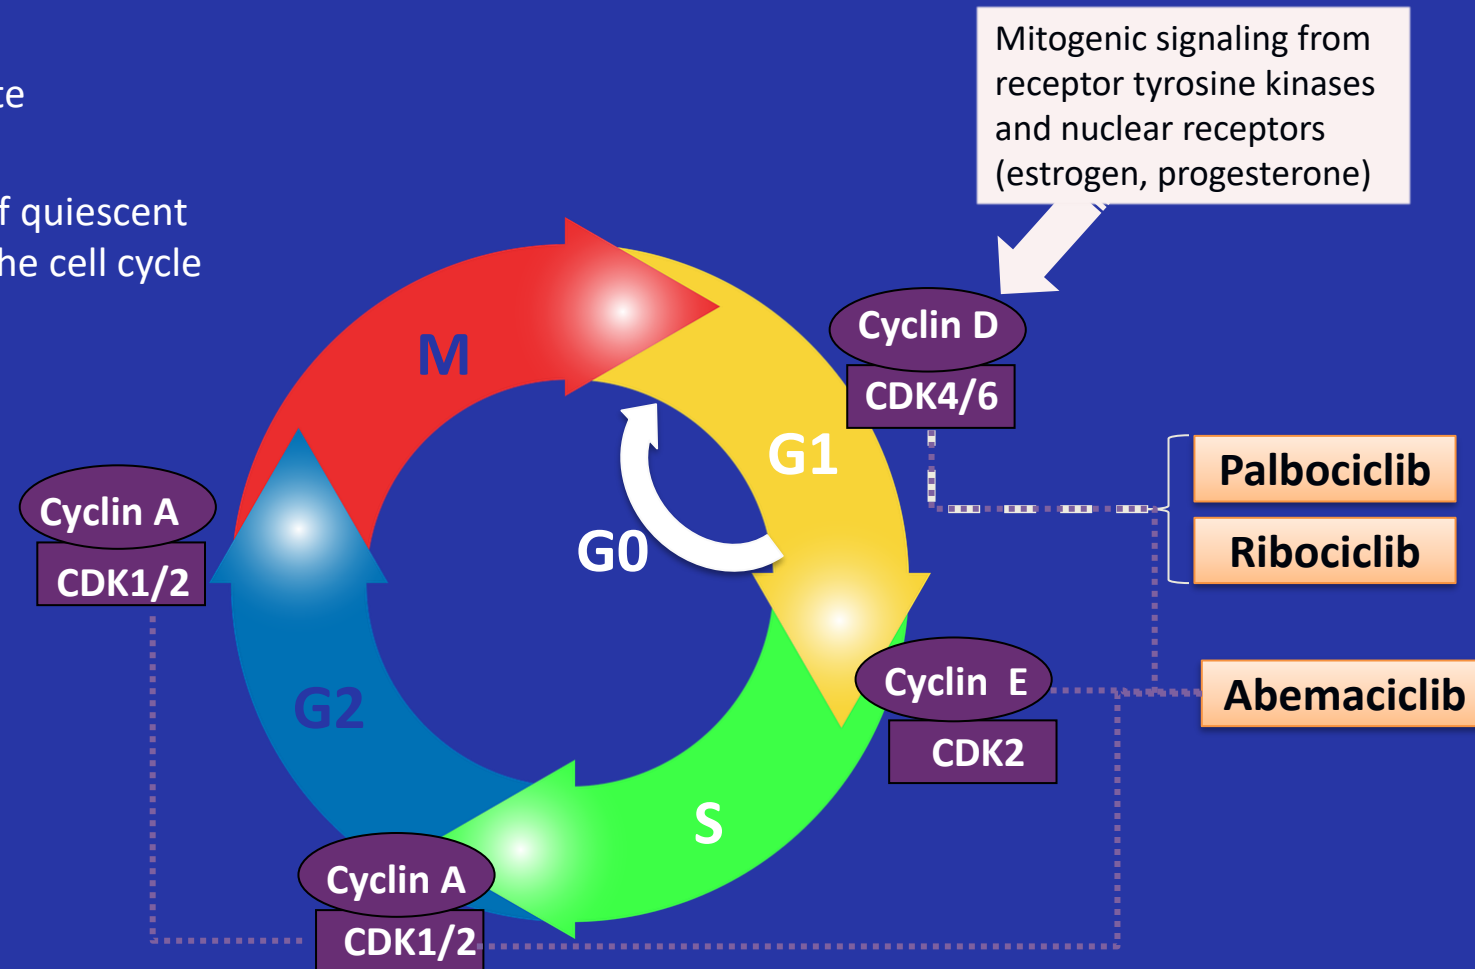 te
f quiescent
he cell cycle
Mitogenic signaling from
receptor tyrosine kinases
and nuclear receptors
(estrogen, progesterone)
M
Cyclin D
CDK4/6
G1
Palbociclib
Cyclin A
CDK1/2
G0
Ribociclib
G2
Cyclin E
CDK2
Abemaciclib
S
Cyclin A
CDK1/2